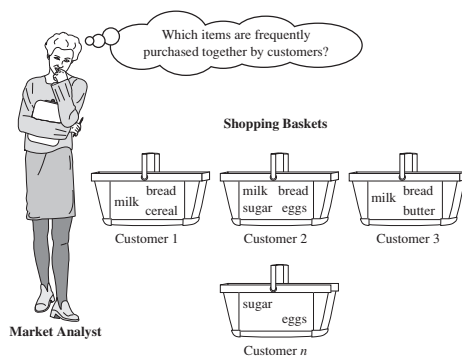 Which items are frequently
purchased together by customers?
Shopping Baskets
milk bread
cereal
milk bread
sugar eggs
milk bread
butter
Customer 1
Customer 2
Customer 3
sugar
eggs
Market Analyst
Customer n